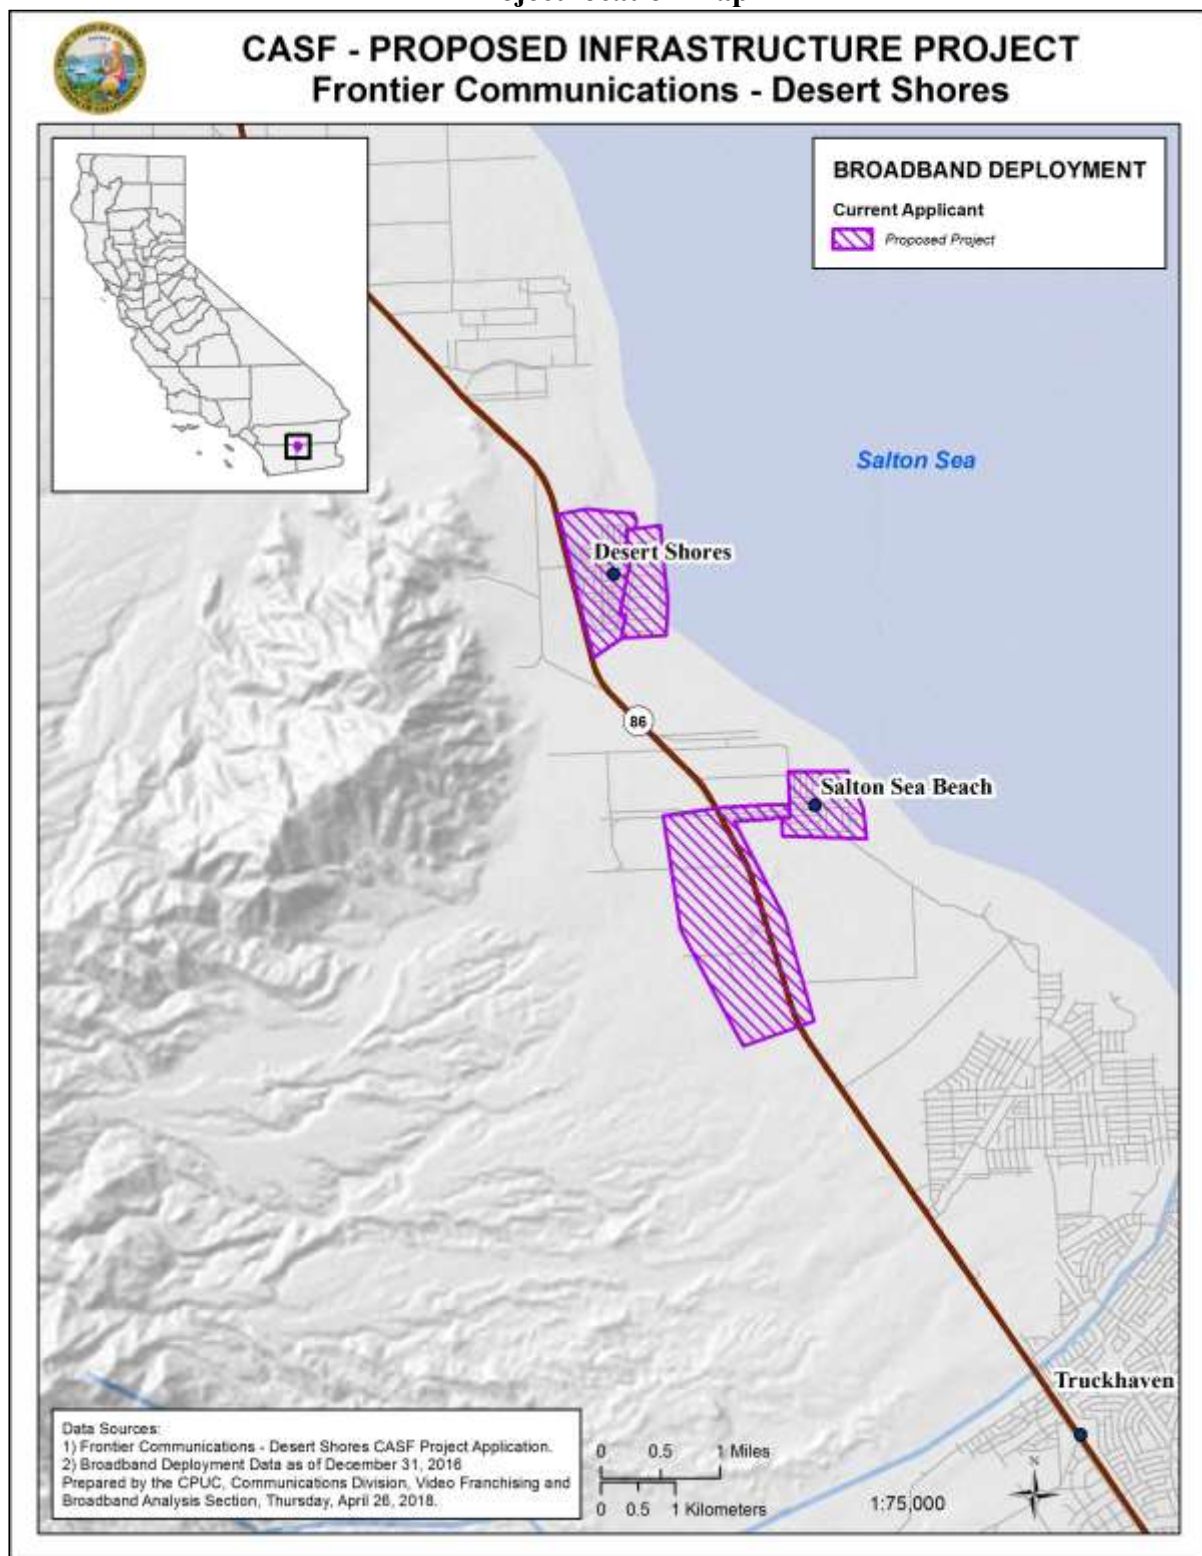 CASF - PROPOSED INFRASTRUCTURE PROJECT
Frontier Communications - Desert Shores
BROADBAND DEPLOYMENT
Current Applicant
Proposed Project
Salton Sea
Desert Shores
86
Salton Sea Beach
Truckhaven
Data Sources:
1) Frontier Communications - Desert Shores CASF Project Application.
2) Broadband Deployment Data as of December 31, 2016
Prepared by the CPUC, Communications Division, Video Franchising and
Broadband Analysis Section, Thursday, April 26, 2018.
0 0.5 1 Miles
0 0.5 1 Kilometers
1:75,000
N